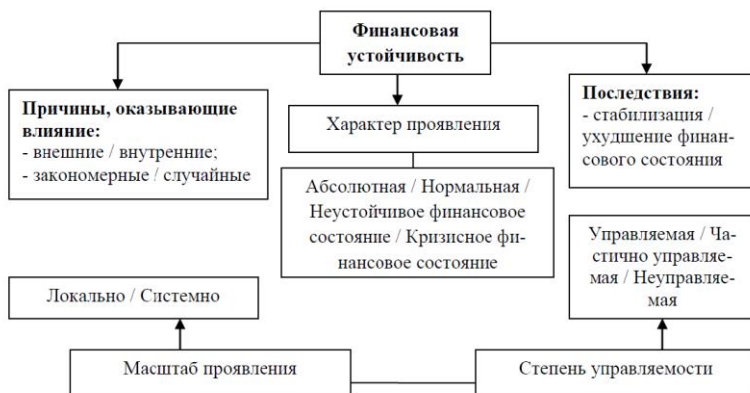 Финансовая
устойчивость
Причины, оказывающие
влияние:
- внешние / внутренние;
- закономерные / случайные
Характер проявления
Последствия:
- стабилизация /
ухудшение финан-
сового состояния
Абсолютная / Нормальная /
Неустойчивое финансовое
состояние / Кризисное фи-
нансовое состояние
Управляемая / Ча-
стично управляе-
мая / Неуправляе-
мая
Локально / Системно
Масштаб проявления
Степень управляемости